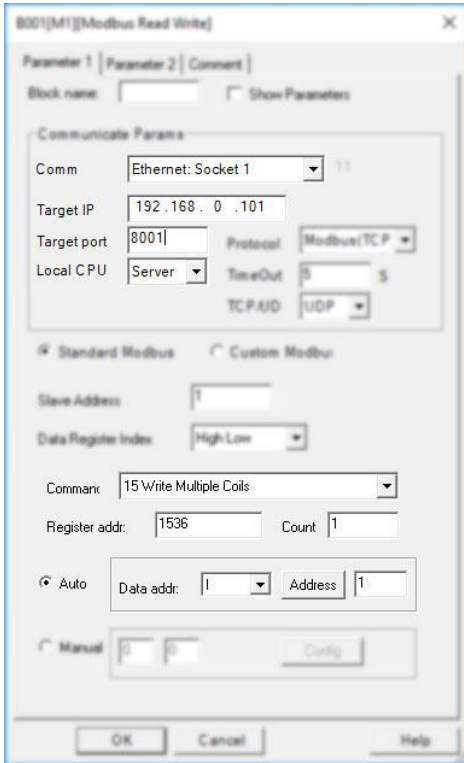 B001[M1][Modbus Read Write]
Parameter 1 Parameter 2 Comment
Block name: Show Parameters
Communicate Params
Comm Ethernet: Socket 1 11
Target IP 192 .168 . 0 .101
Target port 8001 Protocol Modbus(TCP
Local CPU Server TimeOut 5 S
TCP/UD UDP
Standard Modbus Custom Modbu
Slave Address 1
Data Register Index High Low
Command 15 Write Multiple Coils
Register addr: 1536 Count 1
Auto Data addr: I Address 1
Manual 0 0 Config
OK Cancel Help